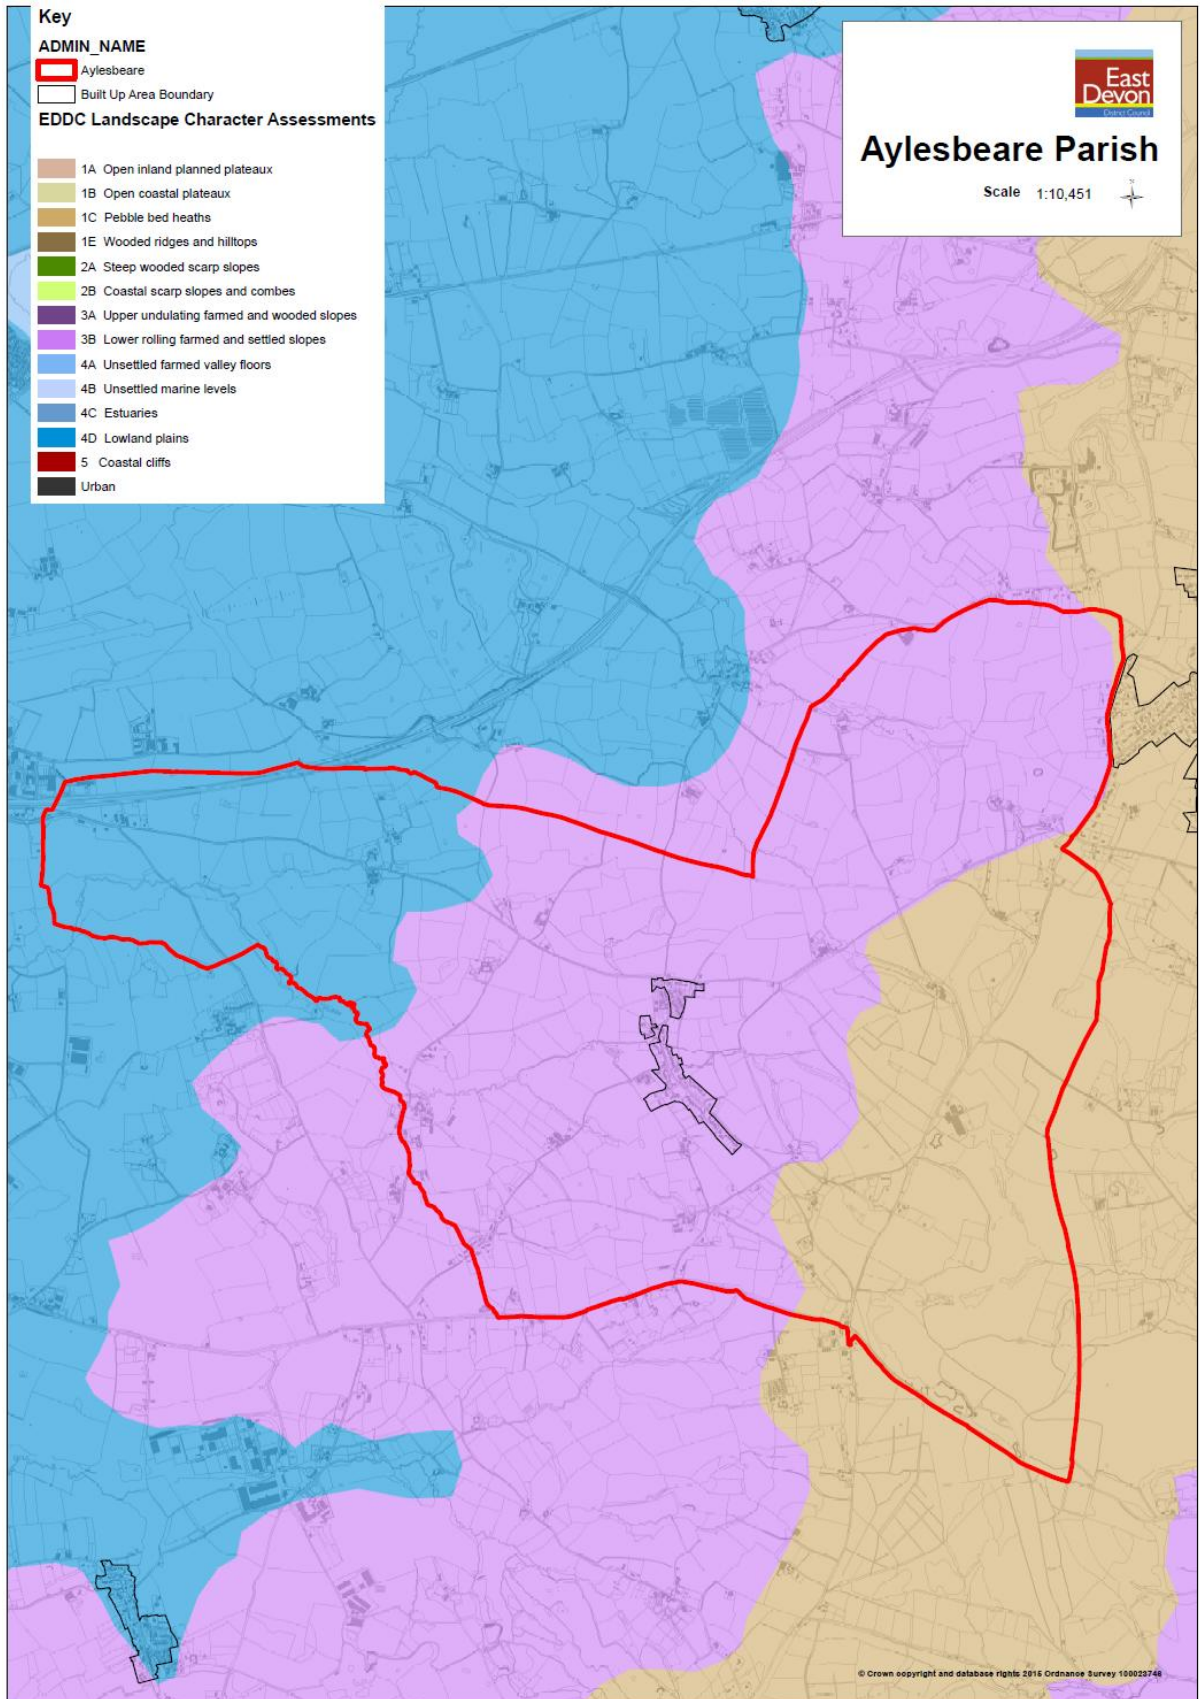 Key
ADMIN_NAME
Aylesbeare
Built Up Area Boundary
EDDC Landscape Character Assessments
1A Open inland planned plateaux
1B Open coastal plateaux
1C Pebble bed heaths
1E Wooded ridges and hilltops
2A Steep wooded scarp slopes
2B Coastal scarp slopes and combes
3A Upper undulating farmed and wooded slopes
3B Lower rolling farmed and settled slopes
4A Unsettled farmed valley floors
4B Unsettled marine levels
4C Estuaries
4D Lowland plains
5 Coastal cliffs
Urban
East
Devon
District Council
Aylesbeare Parish
Scale 1:10,451
© Crown copyright and database rights 2015 Ordnance Survey 100023746